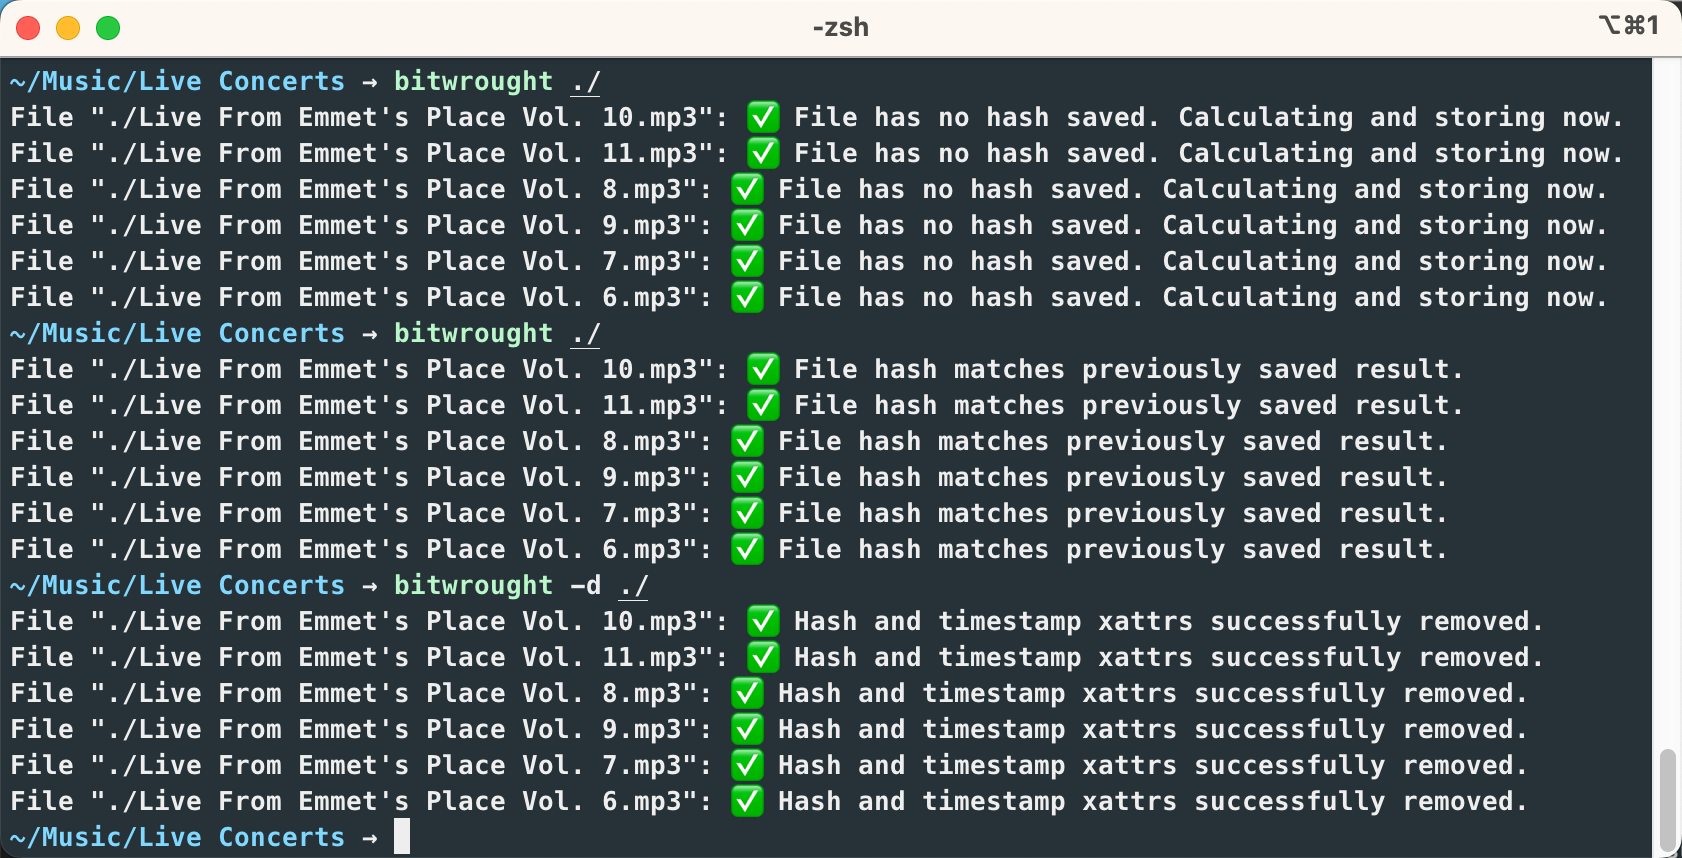 -zsh
⌥⌘1
~/Music/Live Concerts → bitwrought ./
File "./Live From Emmet's Place Vol. 10.mp3": ✅ File has no hash saved. Calculating and storing now.
File "./Live From Emmet's Place Vol. 11.mp3": ✅ File has no hash saved. Calculating and storing now.
File "./Live From Emmet's Place Vol. 8.mp3": ✅ File has no hash saved. Calculating and storing now.
File "./Live From Emmet's Place Vol. 9.mp3": ✅ File has no hash saved. Calculating and storing now.
File "./Live From Emmet's Place Vol. 7.mp3": ✅ File has no hash saved. Calculating and storing now.
File "./Live From Emmet's Place Vol. 6.mp3": ✅ File has no hash saved. Calculating and storing now.
~/Music/Live Concerts → bitwrought ./
File "./Live From Emmet's Place Vol. 10.mp3": ✅ File hash matches previously saved result.
File "./Live From Emmet's Place Vol. 11.mp3": ✅ File hash matches previously saved result.
File "./Live From Emmet's Place Vol. 8.mp3": ✅ File hash matches previously saved result.
File "./Live From Emmet's Place Vol. 9.mp3": ✅ File hash matches previously saved result.
File "./Live From Emmet's Place Vol. 7.mp3": ✅ File hash matches previously saved result.
File "./Live From Emmet's Place Vol. 6.mp3": ✅ File hash matches previously saved result.
~/Music/Live Concerts → bitwrought -d ./
File "./Live From Emmet's Place Vol. 10.mp3": ✅ Hash and timestamp xattrs successfully removed.
File "./Live From Emmet's Place Vol. 11.mp3": ✅ Hash and timestamp xattrs successfully removed.
File "./Live From Emmet's Place Vol. 8.mp3": ✅ Hash and timestamp xattrs successfully removed.
File "./Live From Emmet's Place Vol. 9.mp3": ✅ Hash and timestamp xattrs successfully removed.
File "./Live From Emmet's Place Vol. 7.mp3": ✅ Hash and timestamp xattrs successfully removed.
File "./Live From Emmet's Place Vol. 6.mp3": ✅ Hash and timestamp xattrs successfully removed.
~/Music/Live Concerts →